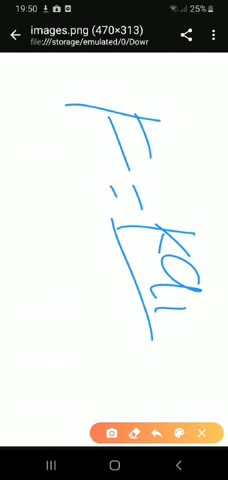 19:50 25%
images.png (470×313)
file:///storage/emulated/0/Dowr
F = K